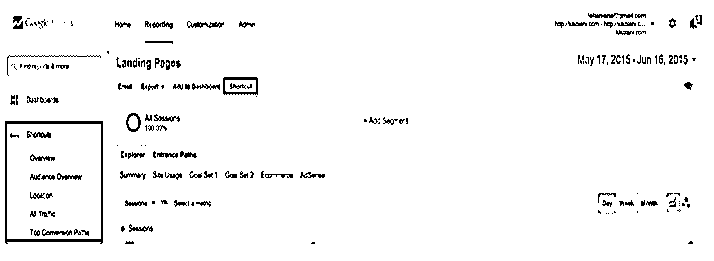 Google
Home Reporting Customization Admin
Landing Pages
May 17, 2015 - Jun 16, 2015
Email Export Add to Dashboard Shortcut
Dashboards
All Sessions
+ Add Segment
Shortcuts
Explorer Entrance Paths
Overview
Summary Site Usage Goal Set 1 Goal Set 2 Ecommerce AdSense
Audience Overview
Location
Sessions VS. Select a metric
Day Week Month
All Traffic
Top Conversion Paths
Sessions